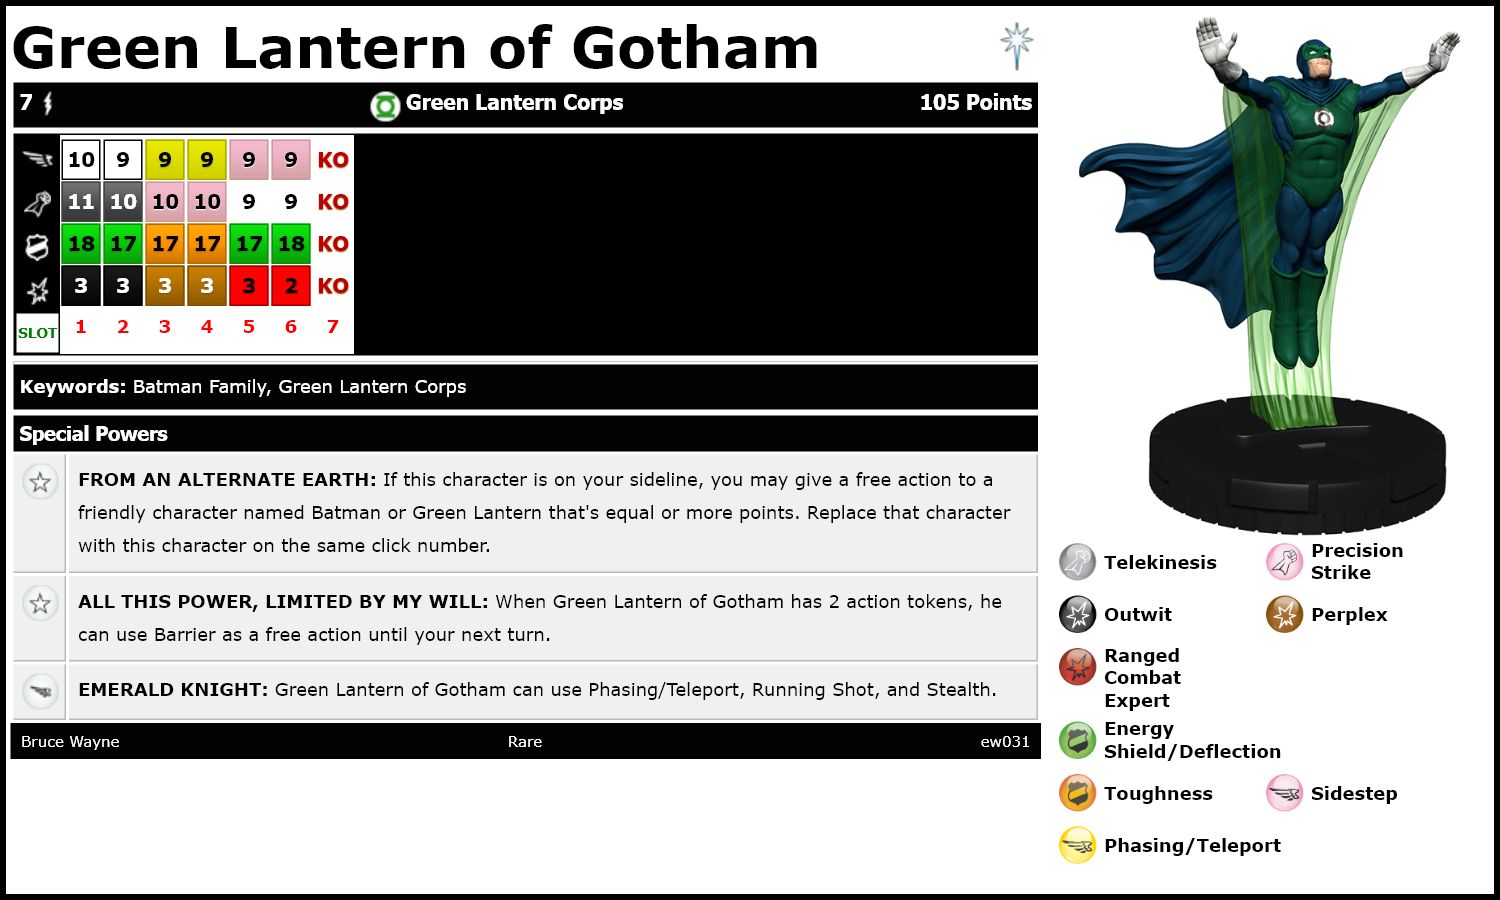 Green Lantern of Gotham
7 Green Lantern Corps 105 Points
10 9 9 9 9 9 KO
11 10 10 10 9 9 KO
18 17 17 17 17 18 KO
3 3 3 3 3 2 KO
SLOT 1 2 3 4 5 6 7
Keywords: Batman Family, Green Lantern Corps
Special Powers
FROM AN ALTERNATE EARTH: If this character is on your sideline, you may give a free action to a
friendly character named Batman or Green Lantern that's equal or more points. Replace that character
with this character on the same click number.
ALL THIS POWER, LIMITED BY MY WILL: When Green Lantern of Gotham has 2 action tokens, he
can use Barrier as a free action until your next turn.
EMERALD KNIGHT: Green Lantern of Gotham can use Phasing/Teleport, Running Shot, and Stealth.
Bruce Wayne Rare ew031
Telekinesis
Precision
Strike
Outwit
Perplex
Ranged
Combat
Expert
Energy
Shield/Deflection
Toughness
Sidestep
Phasing/Teleport